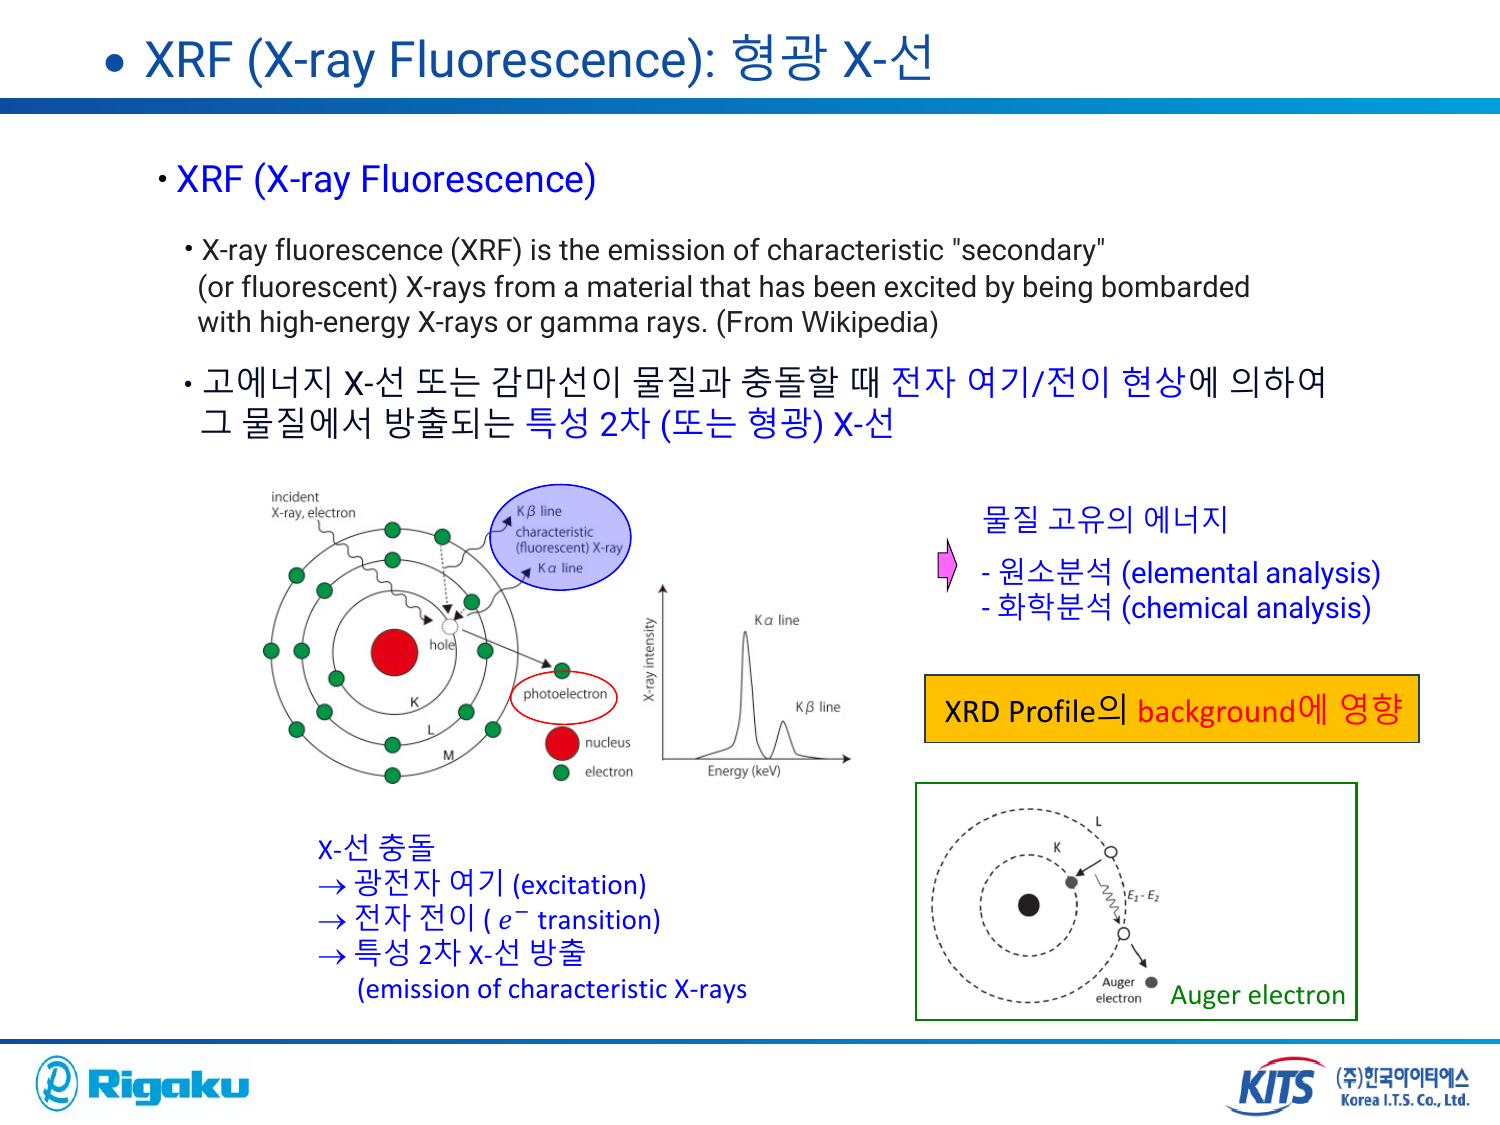 • XRF (X-ray Fluorescence): 형광 X-선
• XRF (X-ray Fluorescence)
• X-ray fluorescence (XRF) is the emission of characteristic "secondary"
(or fluorescent) X-rays from a material that has been excited by being bombarded
with high-energy X-rays or gamma rays. (From Wikipedia)
• 고에너지 X-선 또는 감마선이 물질과 충돌할 때 전자 여기/전이 현상에 의하여
그 물질에서 방출되는 특성 2차 (또는 형광) X-선
incident
X-ray, electron
Kβ line
characteristic
(fluorescent) X-ray
Kα line
hole
photoelectron
K
L
M
nucleus
electron
X-ray intensity
Kα line
Kβ line
Energy (keV)
물질 고유의 에너지
- 원소분석 (elemental analysis)
- 화학분석 (chemical analysis)
XRD Profile의 background에 영향
X-선 충돌
→ 광전자 여기 (excitation)
→ 전자 전이 ( e⁻ transition)
→ 특성 2차 X-선 방출
(emission of characteristic X-rays
L
K
E₁ - E₂
Auger
electron
Auger electron
Rigaku
KITS
(주)한국아이티에스
Korea I.T.S. Co., Ltd.